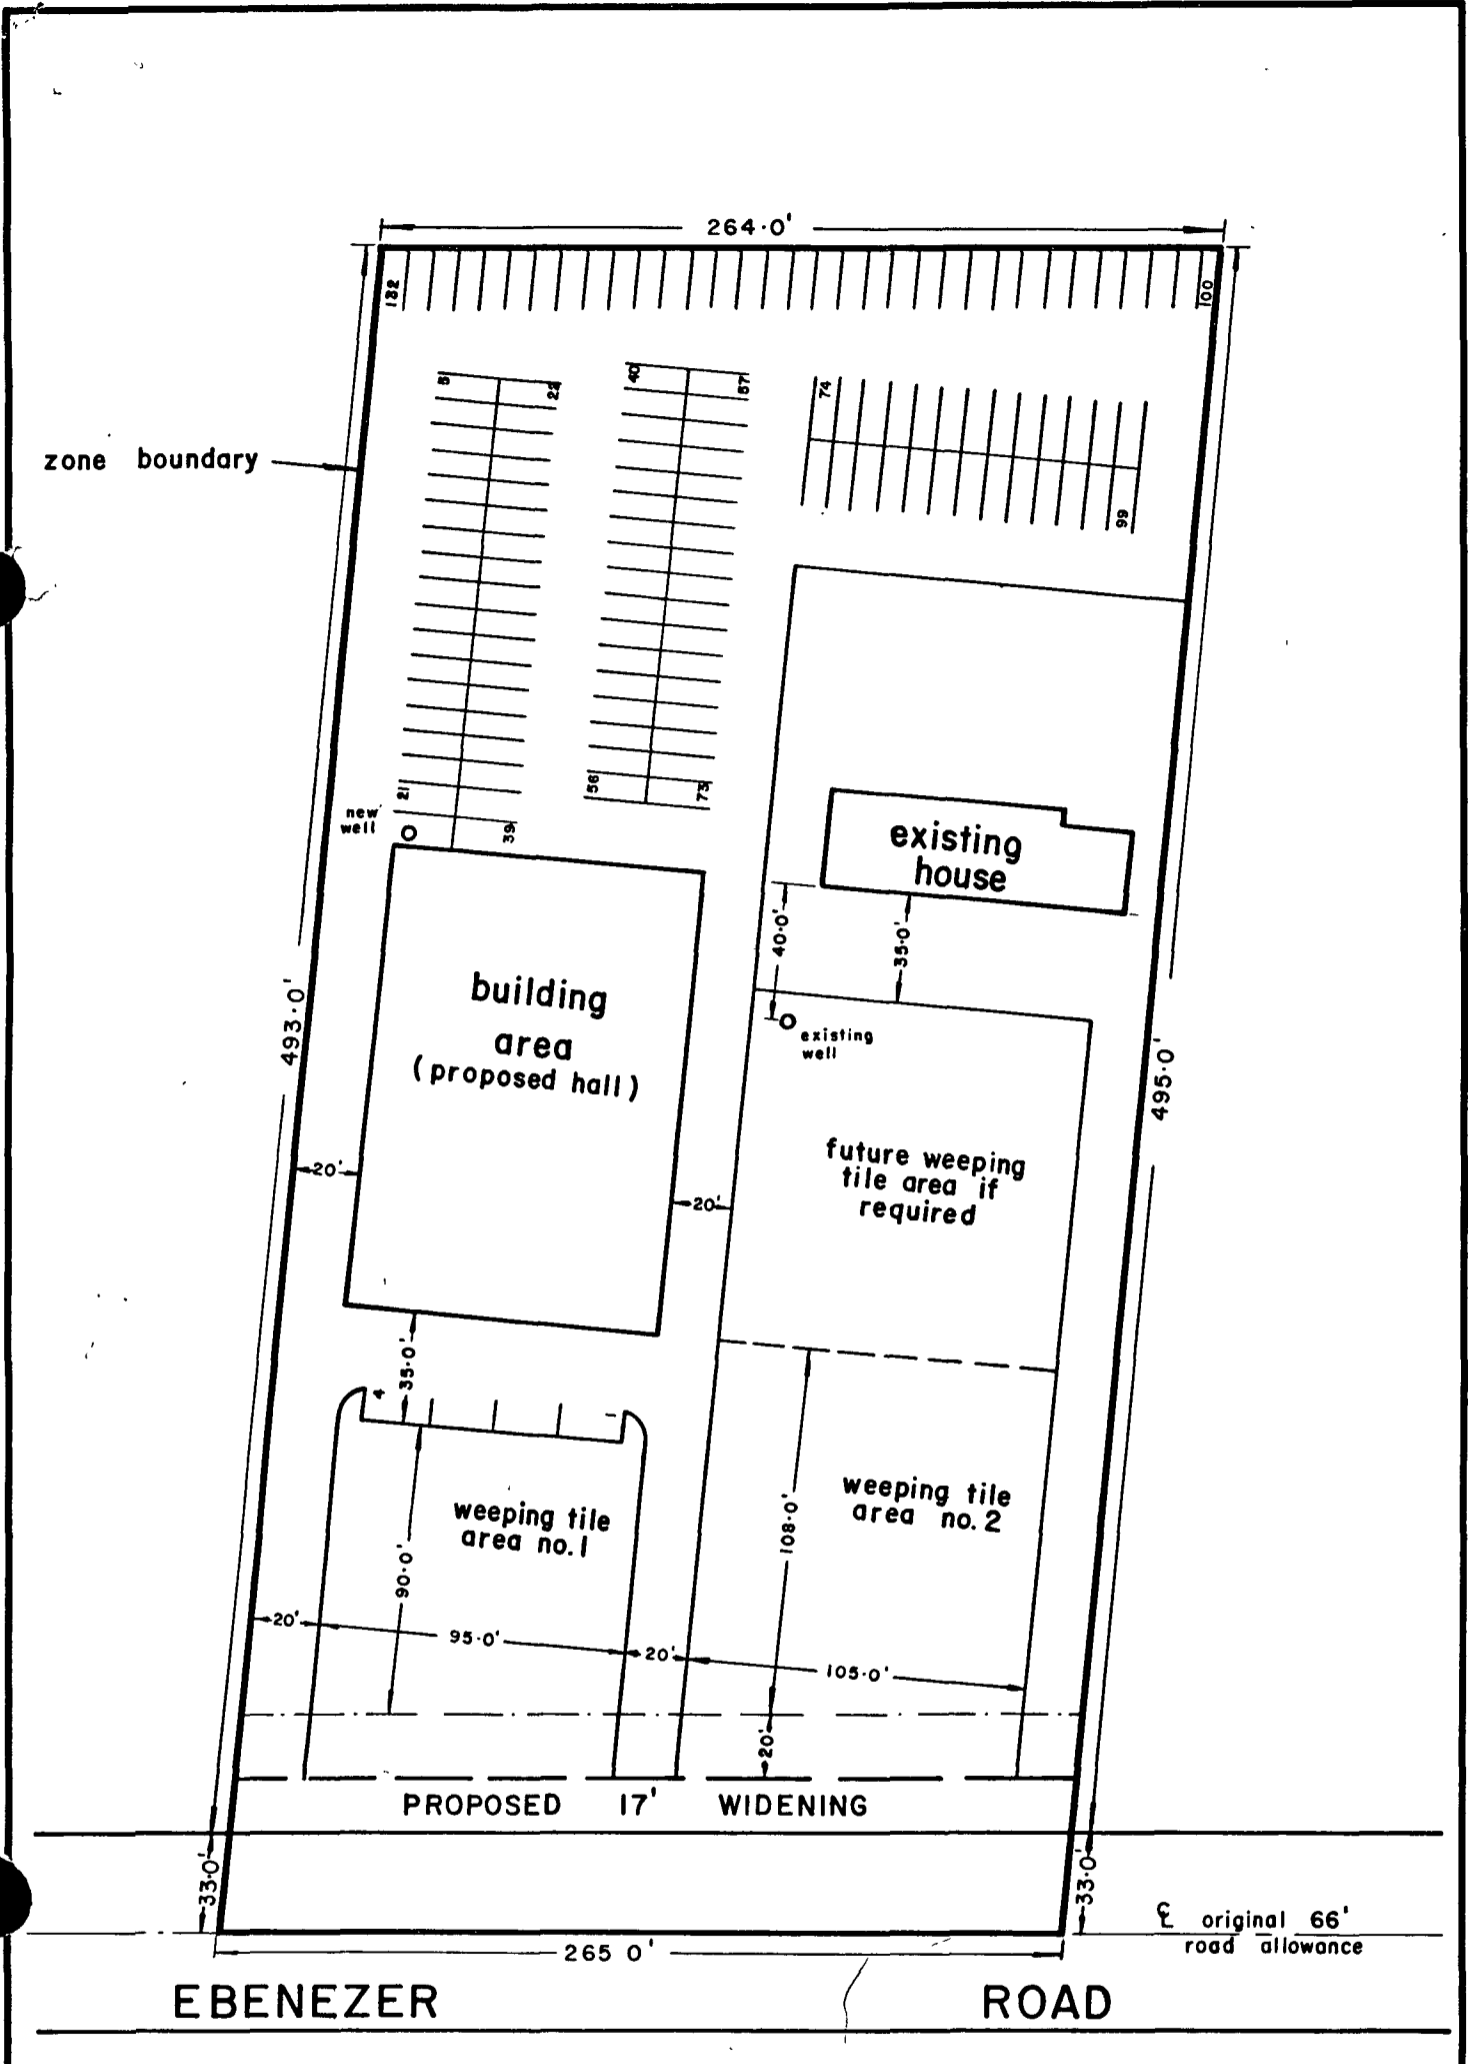 264.0'
132
100
5
22
40
57
74
99
zone boundary
21
39
56
73
new
well
existing
house
40.0'
35.0'
building
area
(proposed hall)
existing
well
493.0'
495.0'
future weeping
tile area if
required
20'
20'
35.0'
4
1
weeping tile
area no.1
weeping tile
area no.2
90.0'
108.0'
20'
95.0'
20'
105.0'
20'
PROPOSED 17' WIDENING
33.0'
33.0'
℄ original 66'
road allowance
265 0'
EBENEZER ROAD